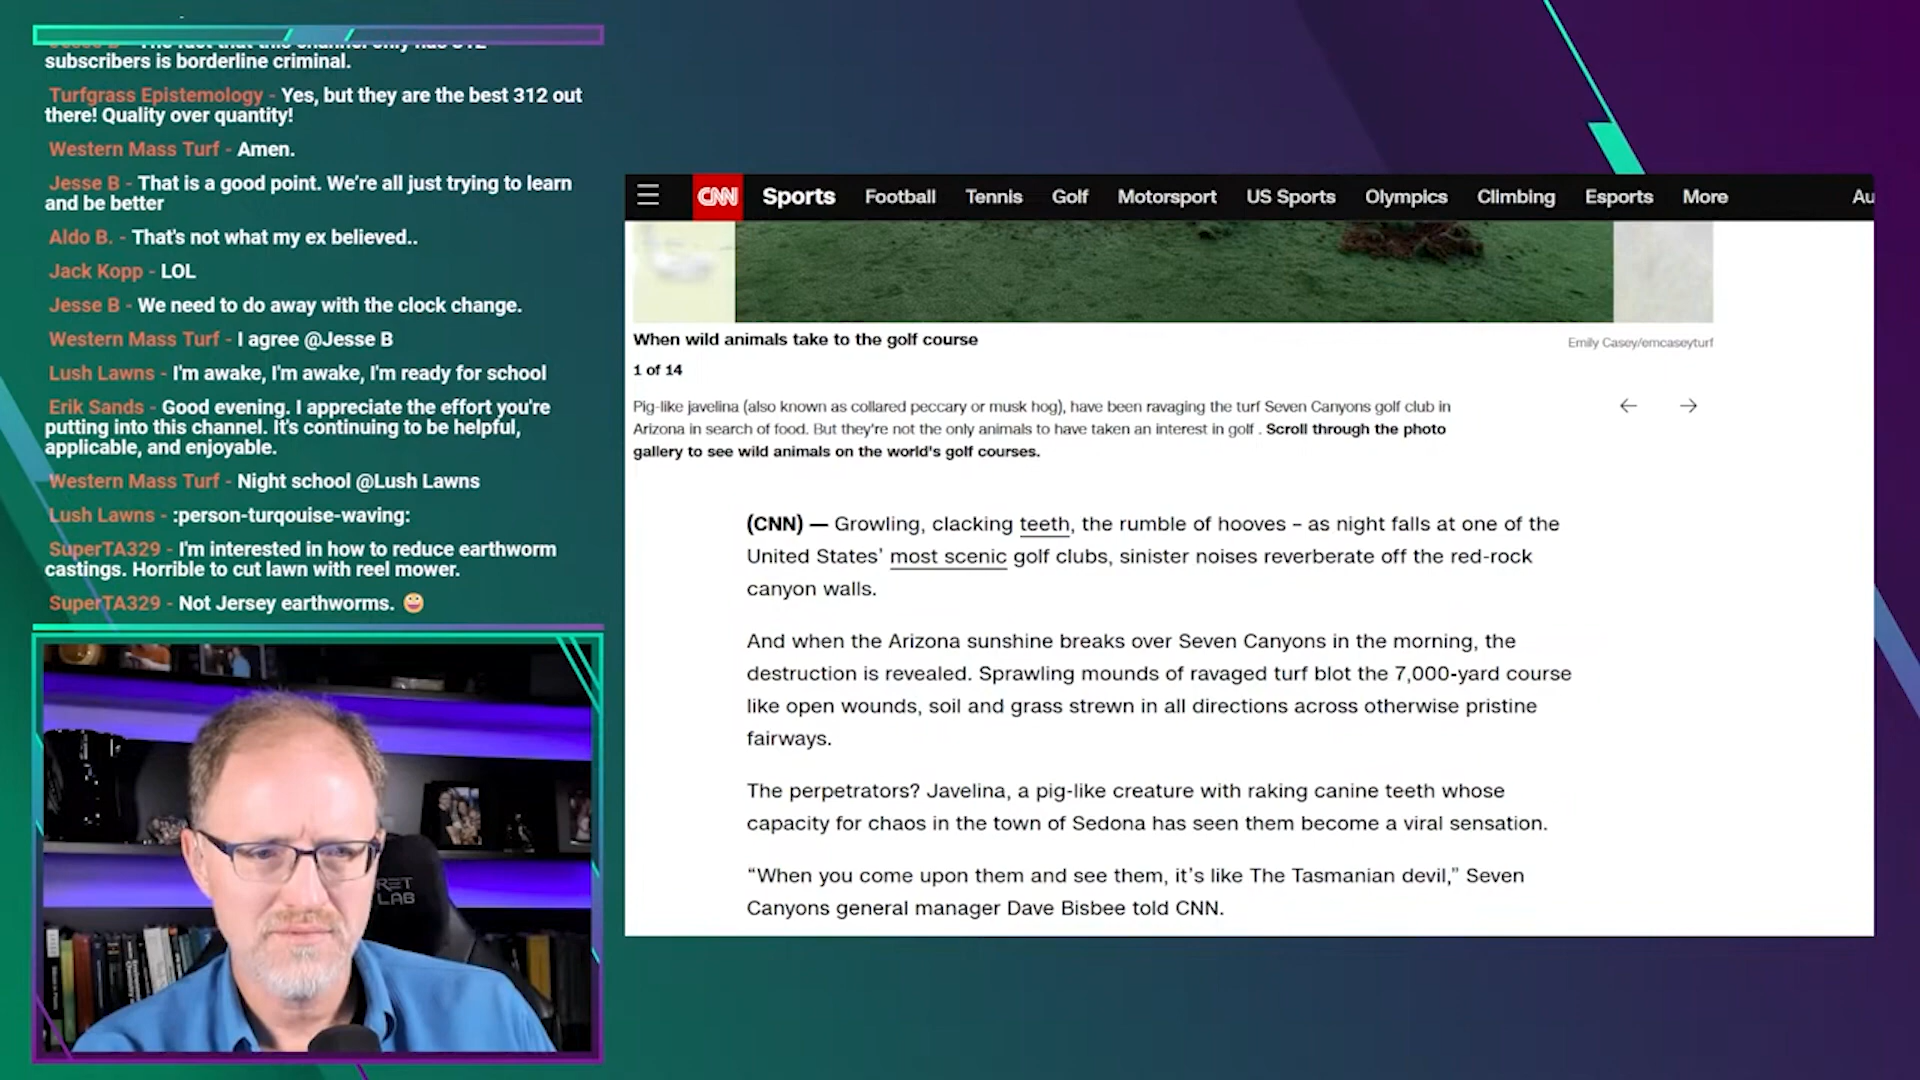 Jesse B - The fact that this channel only has 312
subscribers is borderline criminal.
Turfgrass Epistemology - Yes, but they are the best 312 out
there! Quality over quantity!
Western Mass Turf - Amen.
Jesse B - That is a good point. We’re all just trying to learn
and be better
Aldo B. - That's not what my ex believed..
Jack Kopp - LOL
Jesse B - We need to do away with the clock change.
Western Mass Turf - I agree @Jesse B
Lush Lawns - I'm awake, I'm awake, I'm ready for school
Erik Sands - Good evening. I appreciate the effort you're
putting into this channel. It's continuing to be helpful,
applicable, and enjoyable.
Western Mass Turf - Night school @Lush Lawns
Lush Lawns - :person-turqouise-waving:
SuperTA329 - I'm interested in how to reduce earthworm
castings. Horrible to cut lawn with reel mower.
SuperTA329 - Not Jersey earthworms. 😀
LAB
CNN Sports Football Tennis Golf Motorsport US Sports Olympics Climbing Esports More Au
When wild animals take to the golf course
Emily Casey/emcaseyturf
1 of 14
Pig-like javelina (also known as collared peccary or musk hog), have been ravaging the turf Seven Canyons golf club in
Arizona in search of food. But they're not the only animals to have taken an interest in golf . Scroll through the photo
gallery to see wild animals on the world's golf courses.
(CNN) — Growling, clacking teeth, the rumble of hooves – as night falls at one of the
United States’ most scenic golf clubs, sinister noises reverberate off the red-rock
canyon walls.
And when the Arizona sunshine breaks over Seven Canyons in the morning, the
destruction is revealed. Sprawling mounds of ravaged turf blot the 7,000-yard course
like open wounds, soil and grass strewn in all directions across otherwise pristine
fairways.
The perpetrators? Javelina, a pig-like creature with raking canine teeth whose
capacity for chaos in the town of Sedona has seen them become a viral sensation.
“When you come upon them and see them, it’s like The Tasmanian devil,” Seven
Canyons general manager Dave Bisbee told CNN.